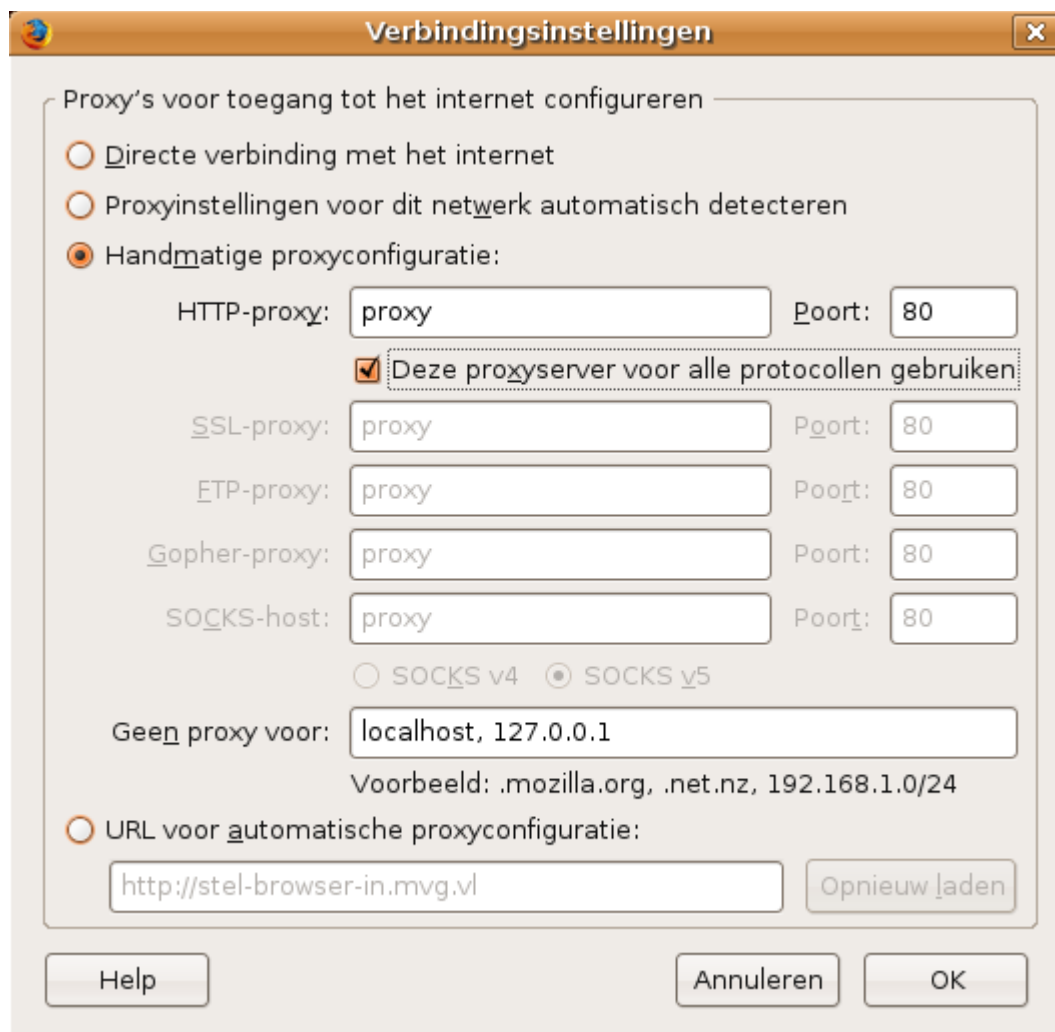 Verbindingsinstellingen
Proxy's voor toegang tot het internet configureren
Directe verbinding met het internet
Proxyinstellingen voor dit netwerk automatisch detecteren
Handmatige proxyconfiguratie:
HTTP-proxy: proxy Poort: 80
Deze proxyserver voor alle protocollen gebruiken
SSL-proxy: proxy Poort: 80
FTP-proxy: proxy Poort: 80
Gopher-proxy: proxy Poort: 80
SOCKS-host: proxy Poort: 80
SOCKS v4 SOCKS v5
Geen proxy voor: localhost, 127.0.0.1
Voorbeeld: .mozilla.org, .net.nz, 192.168.1.0/24
URL voor automatische proxyconfiguratie:
http://stel-browser-in.mvg.vl Opnieuw laden
Help Annuleren OK